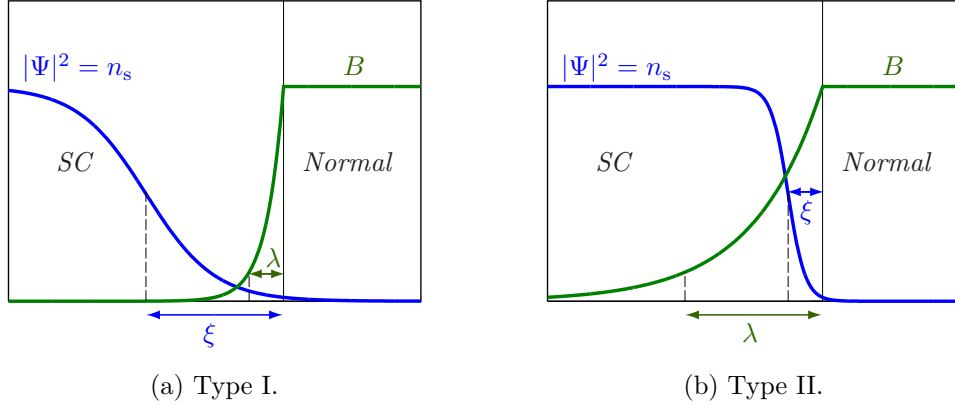 |Ψ|² = nₛ
B
SC
Normal
λ
ξ
(a) Type I.
|Ψ|² = nₛ
B
SC
Normal
ξ
λ
(b) Type II.